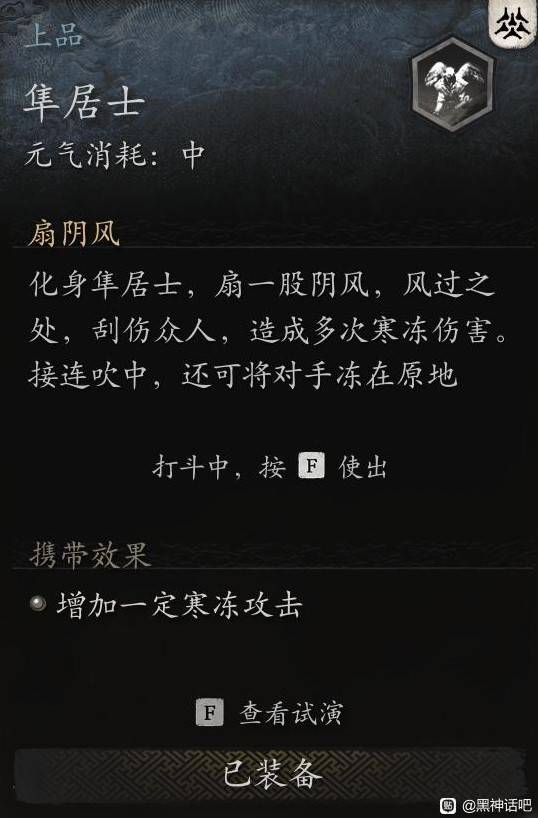 上品
隼居士
元气消耗：中
扇阴风
化身隼居士，扇一股阴风，风过之
处，刮伤众人，造成多次寒冻伤害。
接连吹中，还可将对手冻在原地
打斗中，按 F 使出
携带效果
增加一定寒冻攻击
F 查看试演
已装备
贴 @黑神话吧